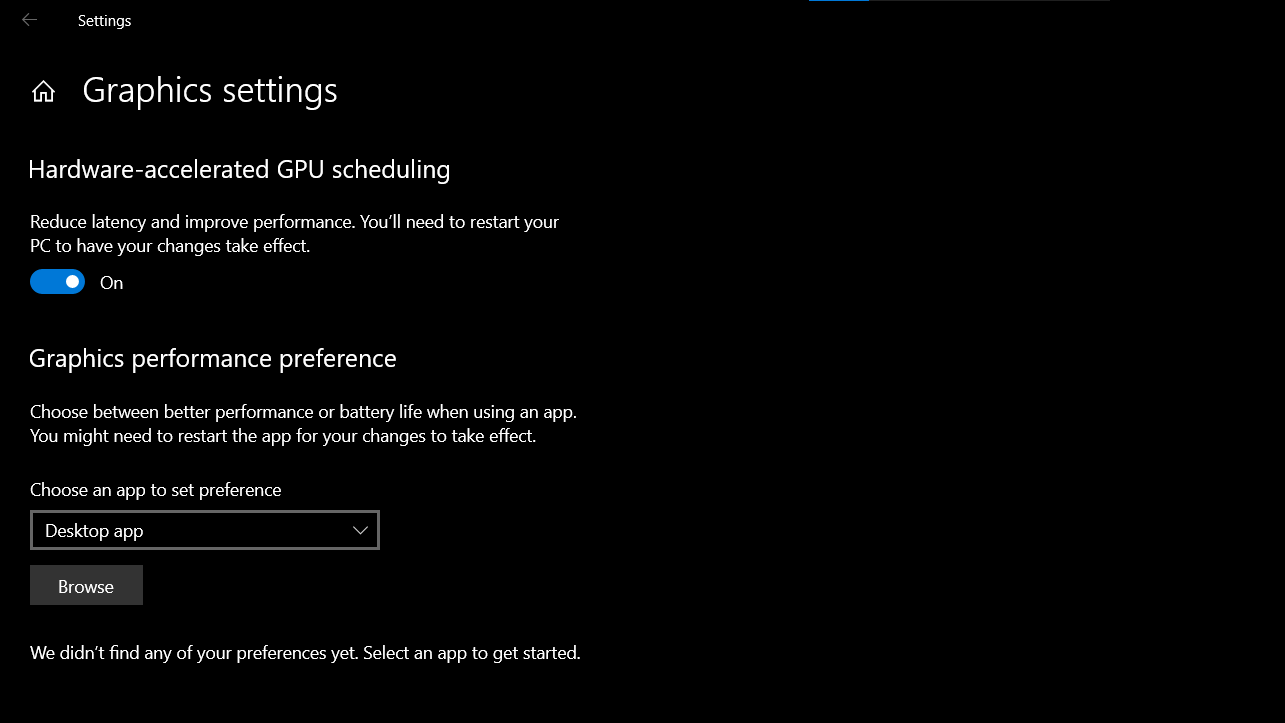 Settings
Graphics settings
Hardware-accelerated GPU scheduling
Reduce latency and improve performance. You’ll need to restart your
PC to have your changes take effect.
On
Graphics performance preference
Choose between better performance or battery life when using an app.
You might need to restart the app for your changes to take effect.
Choose an app to set preference
Desktop app
Browse
We didn’t find any of your preferences yet. Select an app to get started.